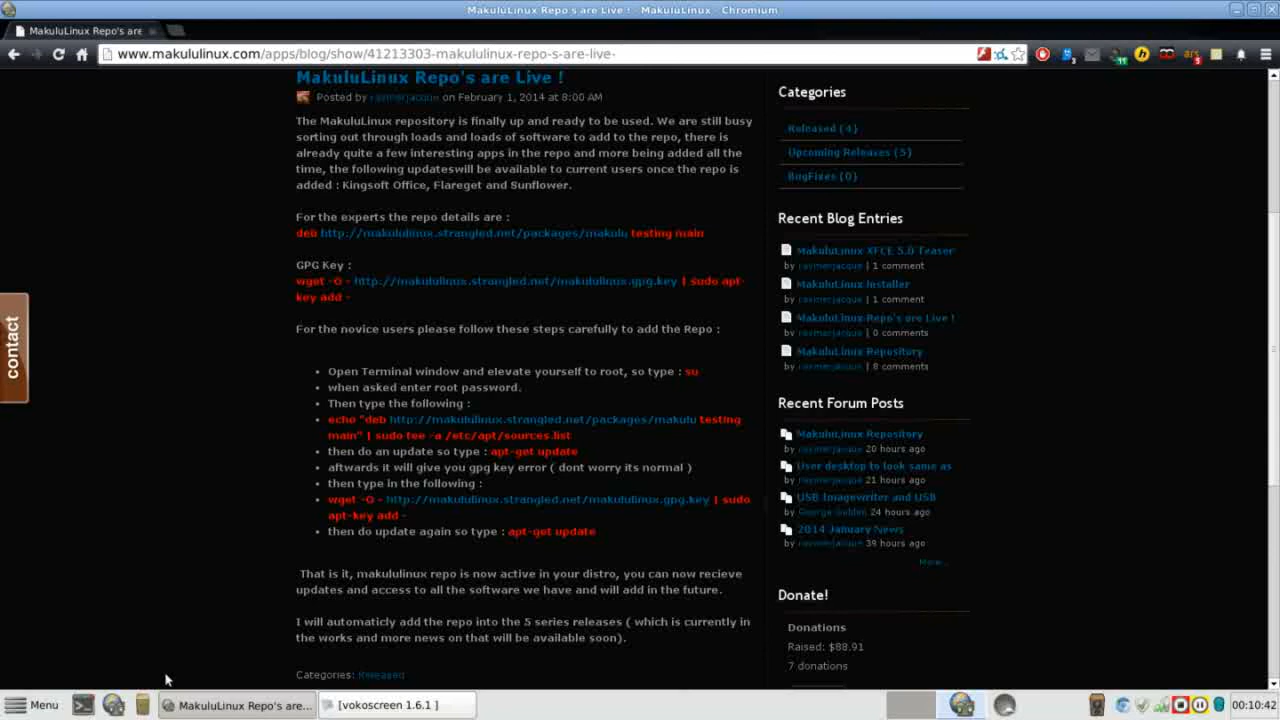 MakuluLinux Repo's are Live ! - MakuluLinux - Chromium
MakuluLinux Repo's are
www.makululinux.com/apps/blog/show/41213303-makululinux-repo-s-are-live-
MakuluLinux Repo's are Live !
Posted by raymerjacque on February 1, 2014 at 8:00 AM
The MakuluLinux repository is finally up and ready to be used. We are still busy
sorting out through loads and loads of software to add to the repo, there is
already quite a few interesting apps in the repo and more being added all the
time, the following updateswill be available to current users once the repo is
added : Kingsoft Office, Flareget and Sunflower.
For the experts the repo details are :
deb http://makululinux.strangled.net/packages/makulu testing main
GPG Key :
wget -O - http://makululinux.strangled.net/makululinux.gpg.key | sudo apt-
key add -
For the novice users please follow these steps carefully to add the Repo :
Open Terminal window and elevate yourself to root, so type : su
when asked enter root password.
Then type the following :
echo "deb http://makululinux.strangled.net/packages/makulu testing
main" | sudo tee -a /etc/apt/sources.list
then do an update so type : apt-get update
aftwards it will give you gpg key error ( dont worry its normal )
then type in the following :
wget -O - http://makululinux.strangled.net/makululinux.gpg.key | sudo
apt-key add -
then do update again so type : apt-get update
That is it, makululinux repo is now active in your distro, you can now recieve
updates and access to all the software we have and will add in the future.
I will automaticly add the repo into the 5 series releases ( which is currently in
the works and more news on that will be available soon).
Categories: Released
Categories
Released (4)
Upcoming Releases (5)
BugFixes (0)
Recent Blog Entries
MakuluLinux XFCE 5.0 Teaser
by raymerjacque | 1 comment
MakuluLinux Installer
by raymerjacque | 1 comment
MakuluLinux Repo's are Live !
by raymerjacque | 0 comments
MakuluLinux Repository
by raymerjacque | 8 comments
Recent Forum Posts
MakuluLinux Repository
by raymerjacque 20 hours ago
User desktop to look same as
by raymerjacque 21 hours ago
USB Imagewriter and USB
by George 24 hours ago
2014 January News
by raymerjacque 39 hours ago
More...
Donate!
Donations
Raised: $88.91
7 donations
contact
Menu
MakuluLinux Repo's are...
[vokoscreen 1.6.1 ]
00:10:42